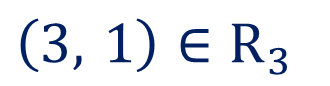 (3, 1) ∈ R₃